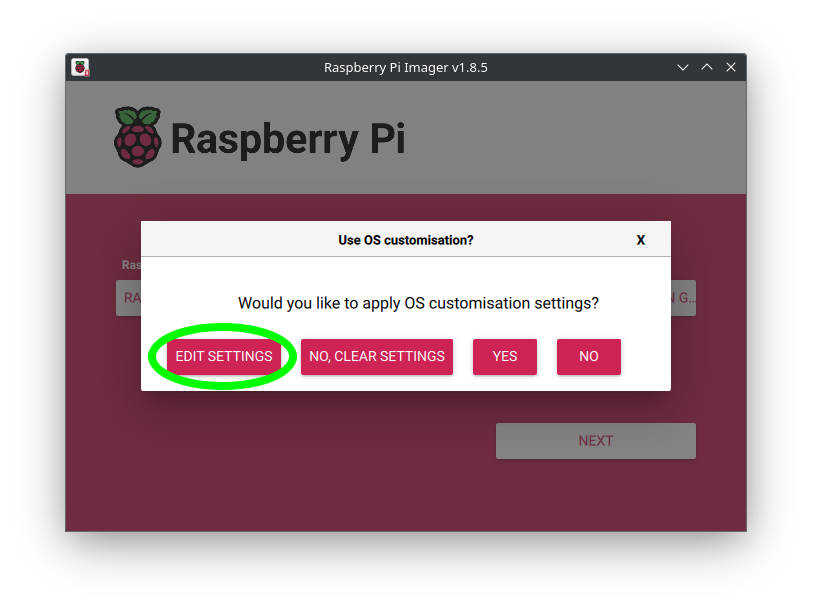 Raspberry Pi Imager v1.8.5
Raspberry Pi
Use OS customisation?
X
Ras
Would you like to apply OS customisation settings?
RA
G...
EDIT SETTINGS
NO, CLEAR SETTINGS
YES
NO
NEXT